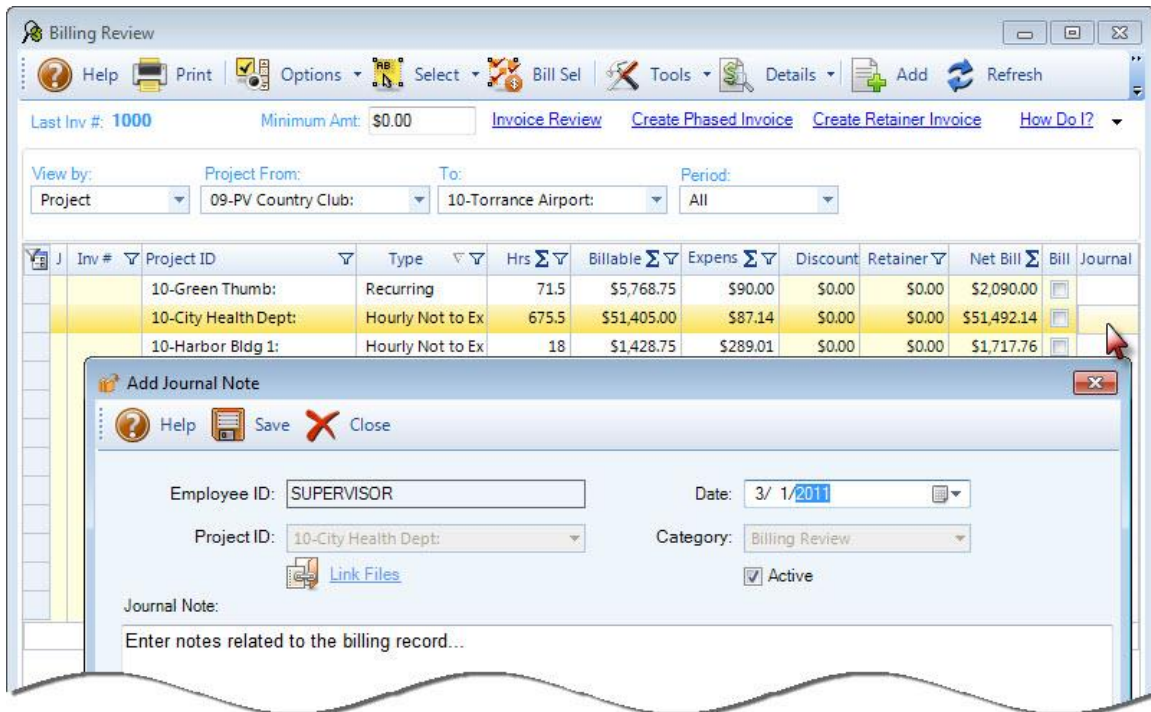 Billing Review
Help Print Options Select Bill Sel Tools Details Add Refresh
Last Inv #: 1000 Minimum Amt: $0.00 Invoice Review Create Phased Invoice Create Retainer Invoice How Do I?
View by: Project From: To: Period:
Project 09-PV Country Club: 10-Torrance Airport: All
J Inv # Project ID Type Hrs Σ Billable Σ Expens Σ Discount Retainer Net Bill Σ Bill Journal
10-Green Thumb: Recurring 71.5 $5,768.75 $90.00 $0.00 $0.00 $2,090.00
10-City Health Dept: Hourly Not to Ex 675.5 $51,405.00 $87.14 $0.00 $0.00 $51,492.14
10-Harbor Bldg 1: Hourly Not to Ex 18 $1,428.75 $289.01 $0.00 $0.00 $1,717.76
Add Journal Note
Help Save Close
Employee ID: SUPERVISOR Date: 3/ 1/2011
Project ID: 10-City Health Dept: Category: Billing Review
Link Files Active
Journal Note:
Enter notes related to the billing record...